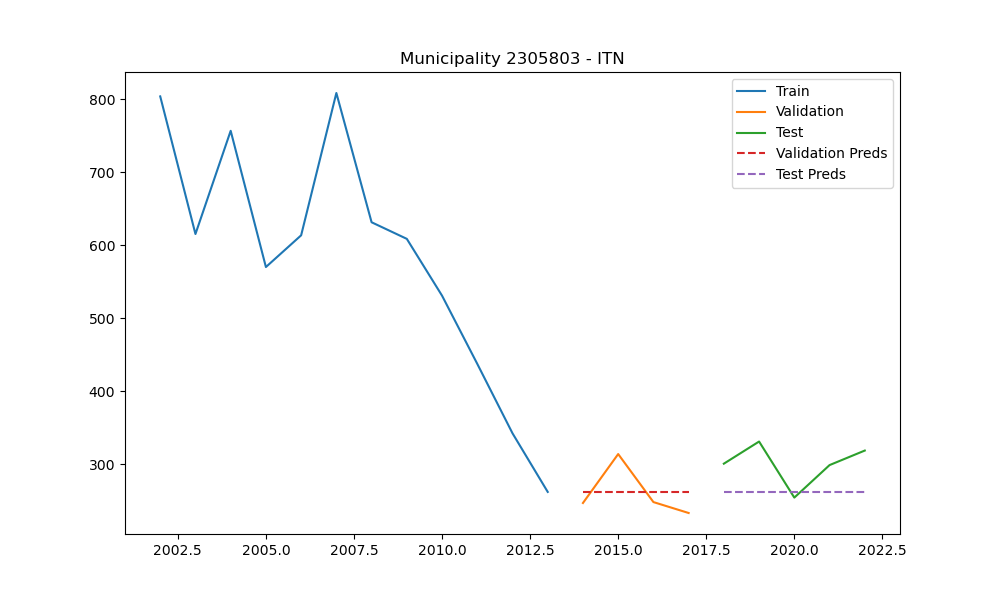 Municipality 2305803 - ITN
Train
Validation
Test
Validation Preds
Test Preds
800
700
600
500
400
300
2002.5 2005.0 2007.5 2010.0 2012.5 2015.0 2017.5 2020.0 2022.5